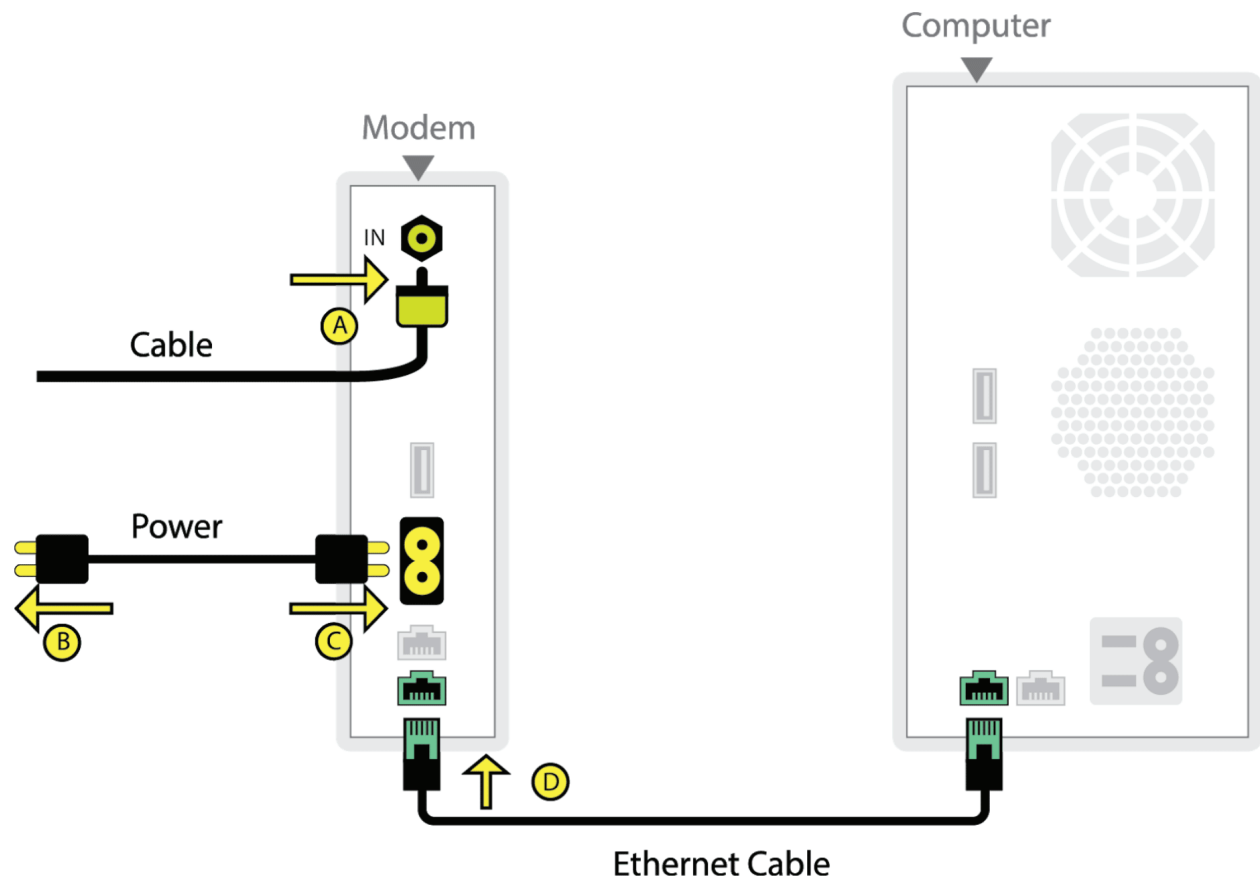 Computer
Modem
IN
A
Cable
Power
B
C
D
Ethernet Cable